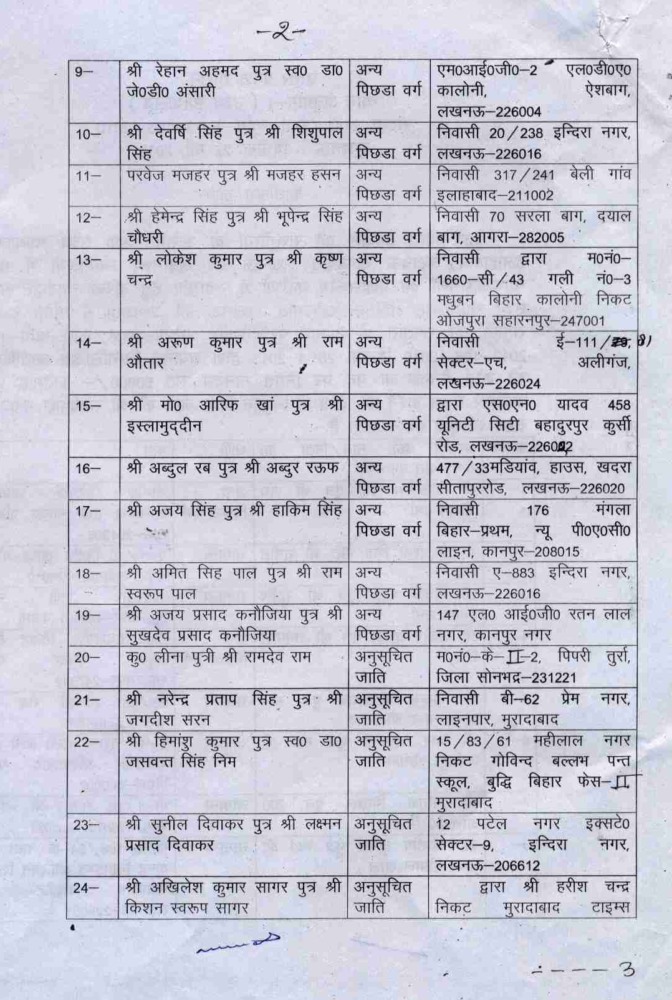 -2-
9– श्री रेहान अहमद पुत्र स्व0 डा0 अन्य एम0आई0जी0–2 एल0डी0ए0
जे0डी0 अंसारी पिछडा वर्ग कालोनी, ऐशबाग,
लखनऊ–226004
10– श्री देवर्षि सिंह पुत्र श्री शिशुपाल अन्य निवासी 20/238 इन्दिरा नगर,
सिंह पिछडा वर्ग लखनऊ–226016
11– परवेज मजहर पुत्र श्री मजहर हसन अन्य निवासी 317/241 बेली गांव
पिछडा वर्ग इलाहाबाद–211002
12– श्री हेमेन्द्र सिंह पुत्र श्री भूपेन्द्र सिंह अन्य निवासी 70 सरला बाग, दयाल
चौधरी पिछडा वर्ग बाग, आगरा–282005
13– श्री लोकेश कुमार पुत्र श्री कृष्ण अन्य निवासी द्वारा म0नं0–
चन्द्र पिछडा वर्ग 1660–सी/43 गली नं0–3
मधुबन बिहार कालोनी निकट
ओजपुरा सहारनपुर–247001
14– श्री अरूण कुमार पुत्र श्री राम अन्य निवासी ई–111/
औतार पिछडा वर्ग सेक्टर–एच, अलीगंज,
लखनऊ–226024
15– श्री मो0 आरिफ खां पुत्र श्री अन्य द्वारा एस0एन0 यादव 458
इस्लामुद्दीन पिछडा वर्ग यूनिटी सिटी बहादुरपुर कुर्सी
रोड, लखनऊ–
16– श्री अब्दुल रब पुत्र श्री अब्दुर रऊफ अन्य 477/33मडियांव, हाउस, खदरा
पिछडा वर्ग सीतापुररोड, लखनऊ–226020
17– श्री अजय सिंह पुत्र श्री हाकिम सिंह अन्य निवासी 176 मंगला
पिछडा वर्ग बिहार–प्रथम, न्यू पी0ए0सी0
लाइन, कानपुर–208015
18– श्री अमित सिह पाल पुत्र श्री राम अन्य निवासी ए–883 इन्दिरा नगर,
स्वरूप पाल पिछडा वर्ग लखनऊ–226016
19– श्री अजय प्रसाद कनौजिया पुत्र श्री अन्य 147 एल0 आई0जी0 रतन लाल
सुखदेव प्रसाद कनौजिया पिछडा वर्ग नगर, कानपुर नगर
20– कु0 लीना पुत्री श्री रामदेव राम अनुसूचित म0नं0–के–II–2, पिपरी तुर्रा,
जाति जिला सोनभद्र–231221
21– श्री नरेन्द्र प्रताप सिंह पुत्र श्री अनुसूचित निवासी बी–62 प्रेम नगर,
जगदीश सरन जाति लाइनपार, मुरादाबाद
22– श्री हिमांशु कुमार पुत्र स्व0 डा0 अनुसूचित 15/83/61 महीलाल नगर
जसवन्त सिंह निम जाति निकट गोविन्द बल्लभ पन्त
स्कूल, बुद्धि बिहार फेस–II
मुरादाबाद
23– श्री सुनील दिवाकर पुत्र श्री लक्ष्मन अनुसूचित 12 पटेल नगर इक्सटे0
प्रसाद दिवाकर जाति सेक्टर–9, इन्दिरा नगर,
लखनऊ–206612
24– श्री अखिलेश कुमार सागर पुत्र श्री अनुसूचित द्वारा श्री हरीश चन्द्र
किशन स्वरूप सागर जाति निकट मुरादाबाद टाइम्स
3